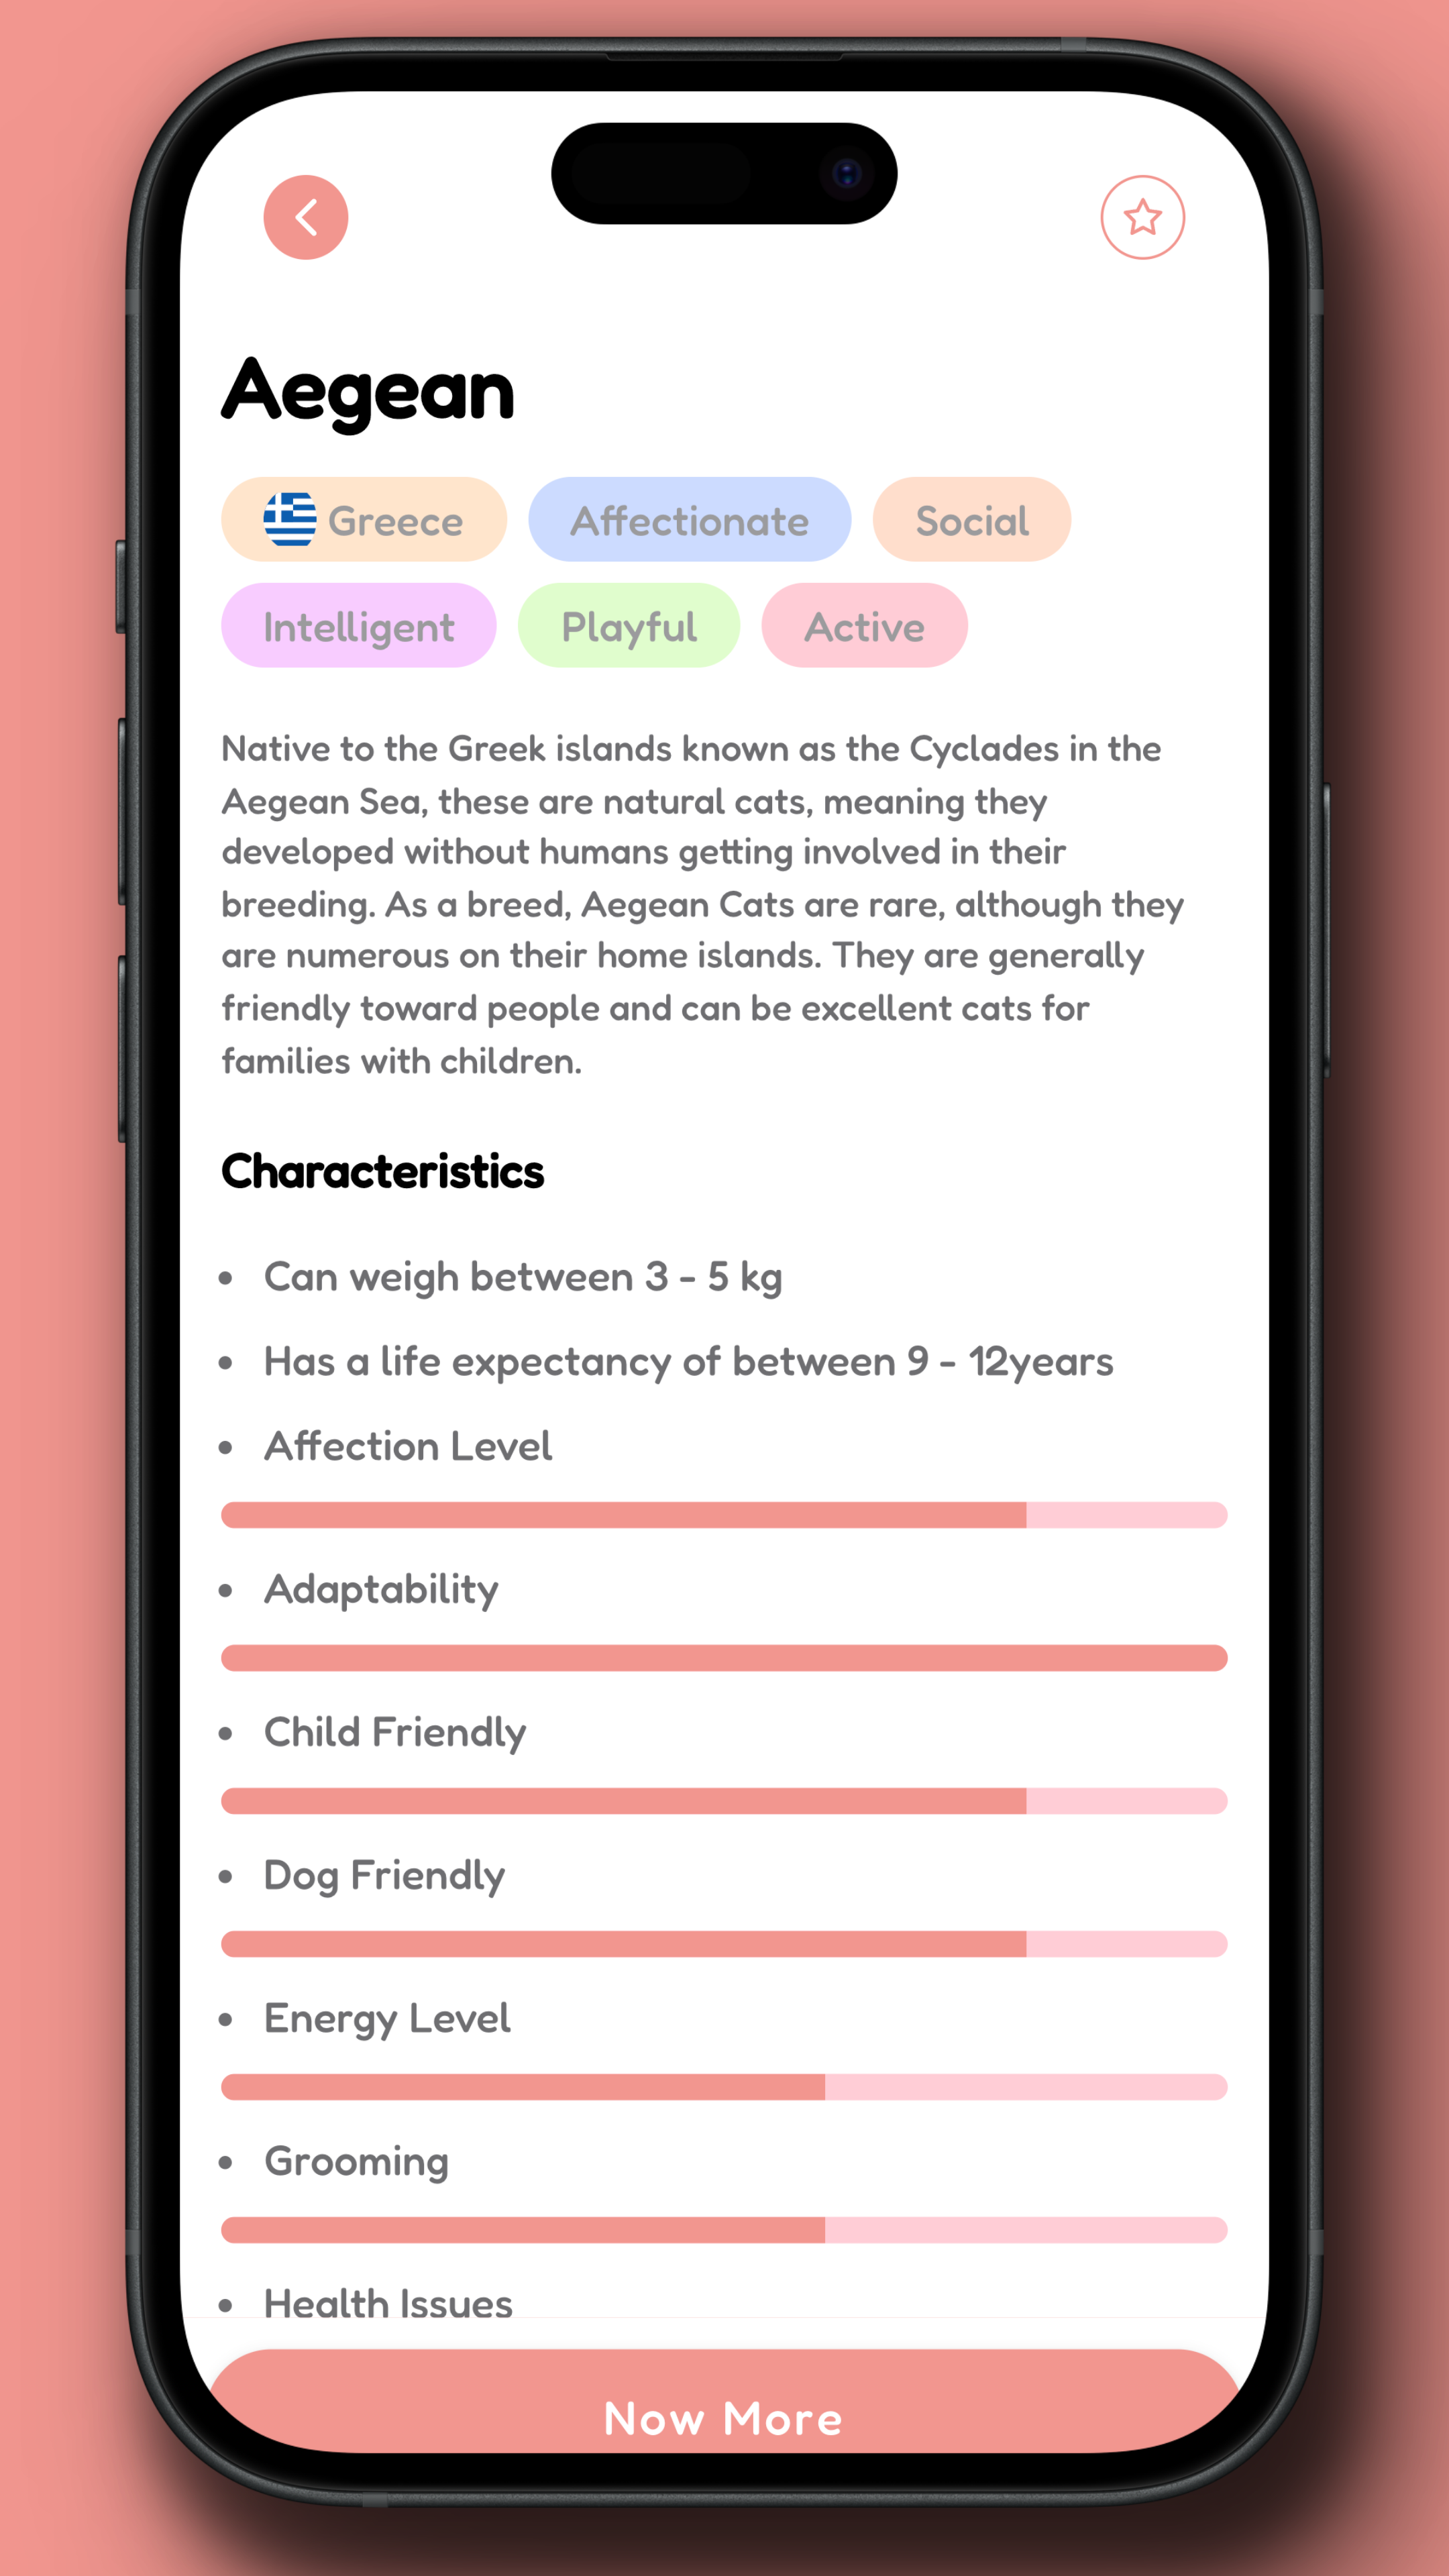 Aegean
Greece
Affectionate
Social
Intelligent
Playful
Active
Native to the Greek islands known as the Cyclades in the
Aegean Sea, these are natural cats, meaning they
developed without humans getting involved in their
breeding. As a breed, Aegean Cats are rare, although they
are numerous on their home islands. They are generally
friendly toward people and can be excellent cats for
families with children.
Characteristics
• Can weigh between 3 - 5 kg
• Has a life expectancy of between 9 - 12years
• Affection Level
• Adaptability
• Child Friendly
• Dog Friendly
• Energy Level
• Grooming
• Health Issues
Now More